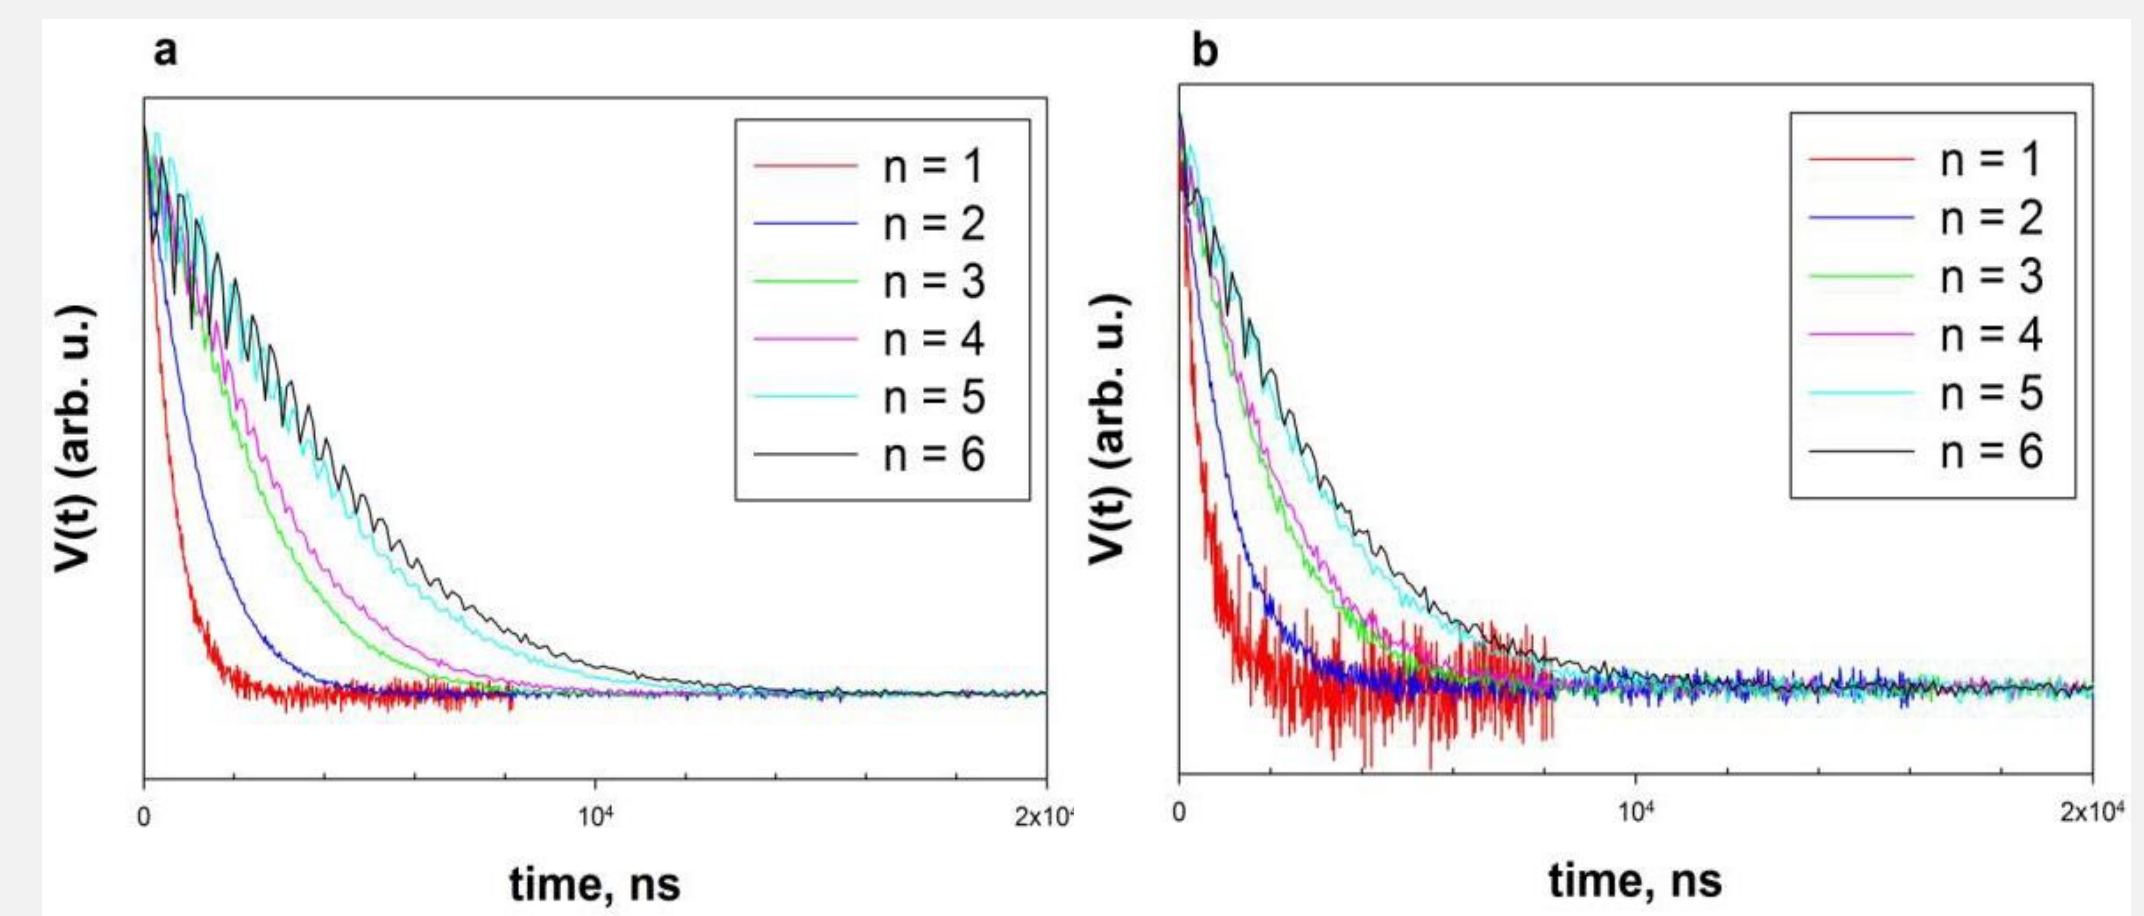 a
V(t) (arb. u.)
n = 1
n = 2
n = 3
n = 4
n = 5
n = 6
0
10⁴
2x10⁴
time, ns
b
V(t) (arb. u.)
n = 1
n = 2
n = 3
n = 4
n = 5
n = 6
0
10⁴
2x10⁴
time, ns